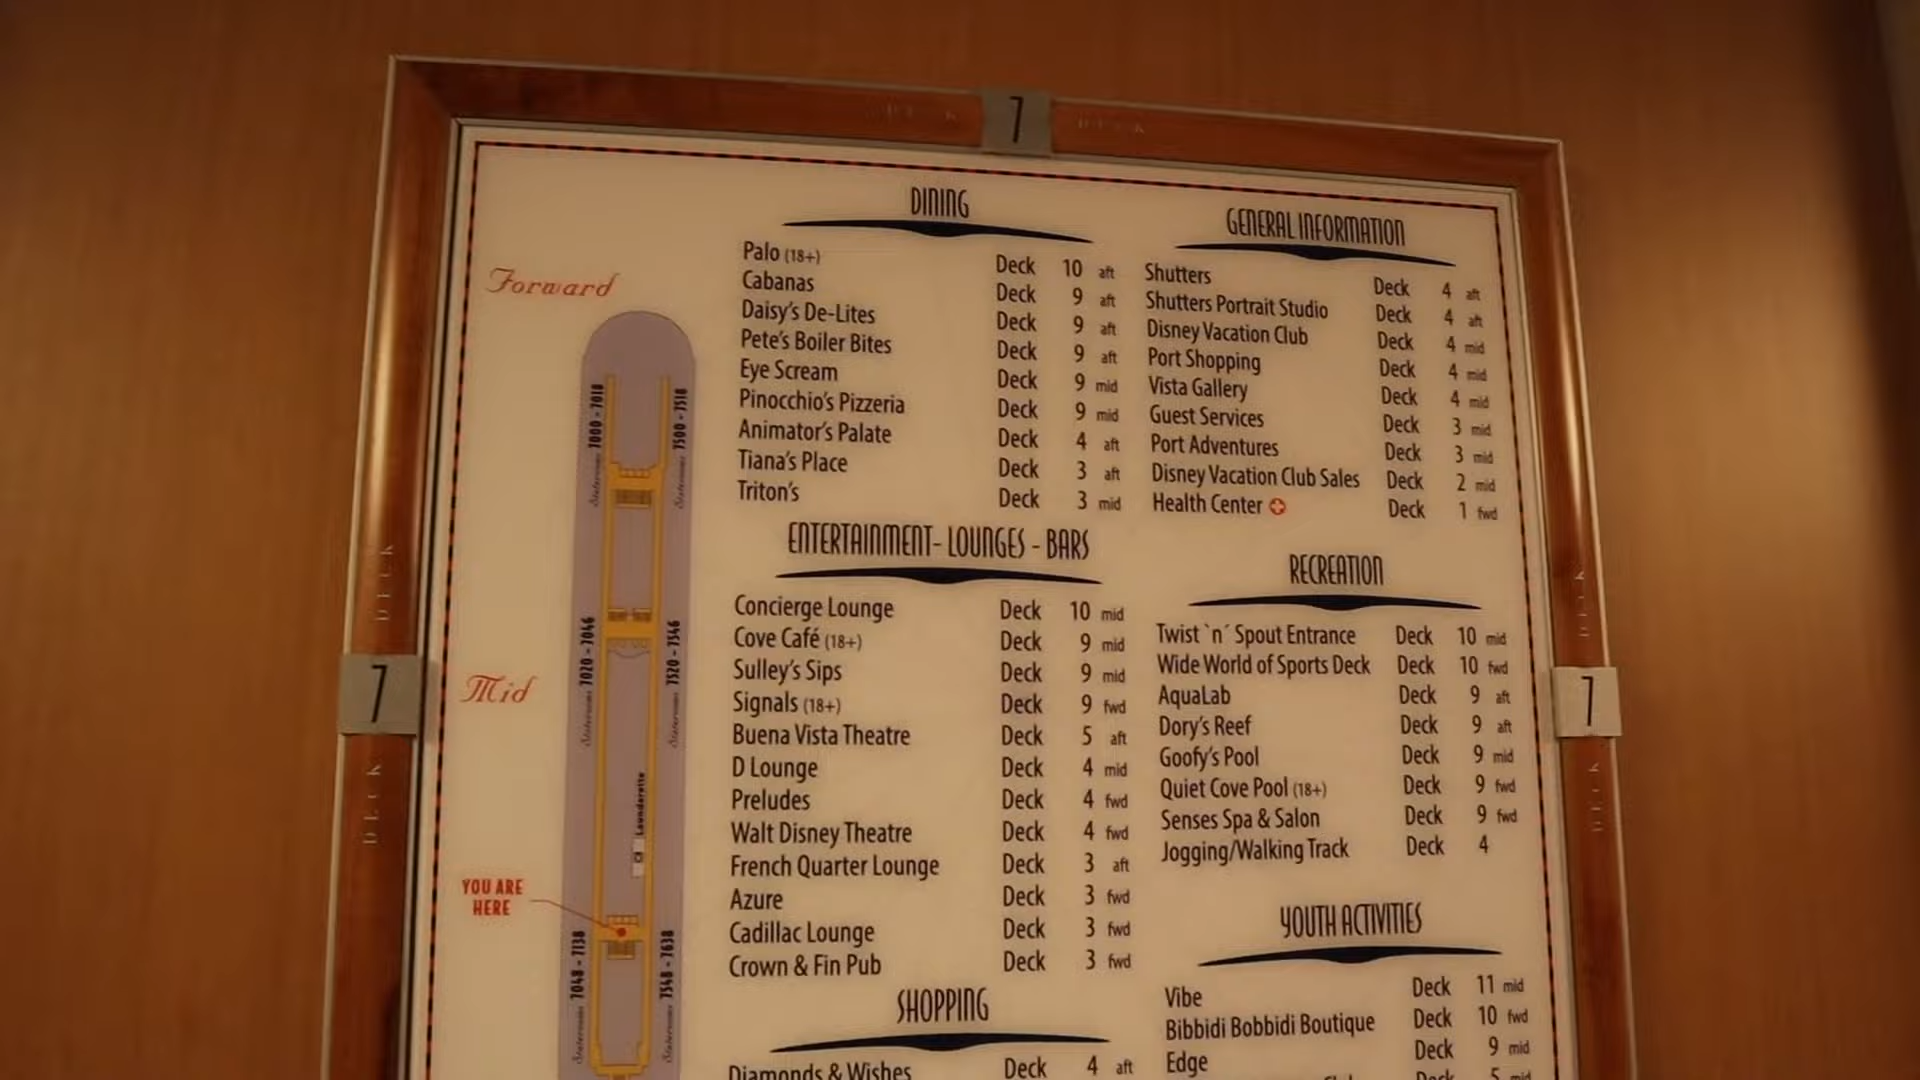 7
DINING
Palo (18+) Deck 10 aft
Cabanas Deck 9 aft
Daisy's De-Lites Deck 9 aft
Pete's Boiler Bites Deck 9 aft
Eye Scream Deck 9 mid
Pinocchio's Pizzeria Deck 9 mid
Animator's Palate Deck 4 aft
Tiana's Place Deck 3 aft
Triton's Deck 3 mid
ENTERTAINMENT- LOUNGES - BARS
Concierge Lounge Deck 10 mid
Cove Café (18+) Deck 9 mid
Sulley's Sips Deck 9 mid
Signals (18+) Deck 9 fwd
Buena Vista Theatre Deck 5 aft
D Lounge Deck 4 mid
Preludes Deck 4 fwd
Walt Disney Theatre Deck 4 fwd
French Quarter Lounge Deck 3 aft
Azure Deck 3 fwd
Cadillac Lounge Deck 3 fwd
Crown & Fin Pub Deck 3 fwd
SHOPPING
Diamonds & Wishes Deck 4 aft
GENERAL INFORMATION
Shutters Deck 4 aft
Shutters Portrait Studio Deck 4 aft
Disney Vacation Club Deck 4 mid
Port Shopping Deck 4 mid
Vista Gallery Deck 4 mid
Guest Services Deck 3 mid
Port Adventures Deck 3 mid
Disney Vacation Club Sales Deck 2 mid
Health Center Deck 1 fwd
RECREATION
Twist `n´ Spout Entrance Deck 10 mid
Wide World of Sports Deck Deck 10 fwd
AquaLab Deck 9 aft
Dory's Reef Deck 9 aft
Goofy's Pool Deck 9 mid
Quiet Cove Pool (18+) Deck 9 fwd
Senses Spa & Salon Deck 9 fwd
Jogging/Walking Track Deck 4
YOUTH ACTIVITIES
Vibe Deck 11 mid
Bibbidi Bobbidi Boutique Deck 10 fwd
Edge Deck 9 mid
Deck 5 mid
Forward
Mid
YOU ARE
HERE
Staterooms 7000 - 7018
Staterooms 7500 - 7518
Staterooms 7020 - 7046
Staterooms 7520 - 7546
Launderette
Staterooms 7048 - 7138
Staterooms 7548 - 7638
DECK 7 DECK
DECK 7 DECK